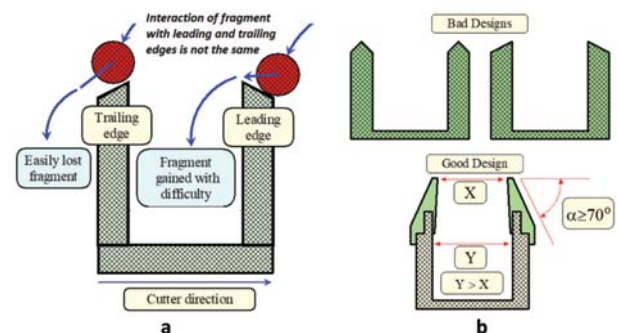 Interaction of fragment
with leading and trailing
edges is not the same
Trailing
edge
Leading
edge
Easily lost
fragment
Fragment
gained with
difficulty
Cutter direction
a
Bad Designs
Good Design
X
α≥70°
Y
Y > X
b